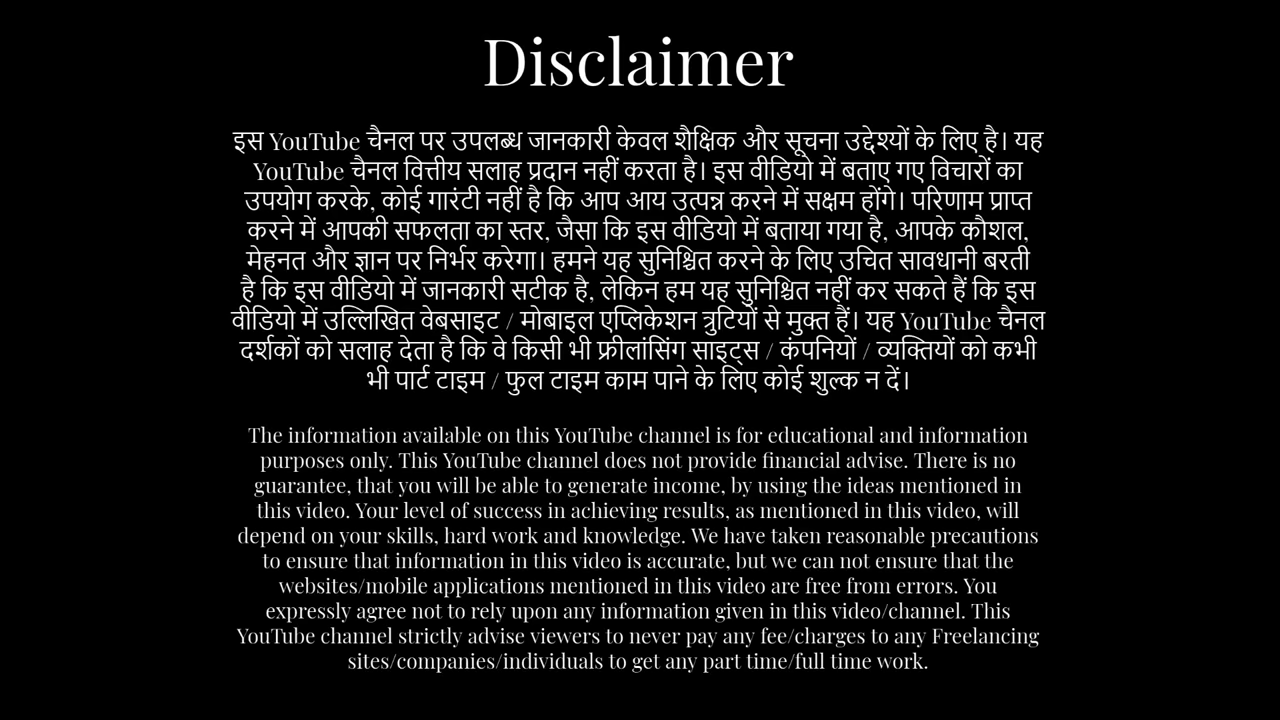 Disclaimer
इस YouTube चैनल पर उपलब्ध जानकारी केवल शैक्षिक और सूचना उद्देश्यों के लिए है। यह
YouTube चैनल वित्तीय सलाह प्रदान नहीं करता है। इस वीडियो में बताए गए विचारों का
उपयोग करके, कोई गारंटी नहीं है कि आप आय उत्पन्न करने में सक्षम होंगे। परिणाम प्राप्त
करने में आपकी सफलता का स्तर, जैसा कि इस वीडियो में बताया गया है, आपके कौशल,
मेहनत और ज्ञान पर निर्भर करेगा। हमने यह सुनिश्चित करने के लिए उचित सावधानी बरती
है कि इस वीडियो में जानकारी सटीक है, लेकिन हम यह सुनिश्चित नहीं कर सकते हैं कि इस
वीडियो में उल्लिखित वेबसाइट / मोबाइल एप्लिकेशन त्रुटियों से मुक्त हैं। यह YouTube चैनल
दर्शकों को सलाह देता है कि वे किसी भी फ्रीलांसिंग साइट्स / कंपनियों / व्यक्तियों को कभी
भी पार्ट टाइम / फुल टाइम काम पाने के लिए कोई शुल्क न दें।
The information available on this YouTube channel is for educational and information
purposes only. This YouTube channel does not provide financial advise. There is no
guarantee, that you will be able to generate income, by using the ideas mentioned in
this video. Your level of success in achieving results, as mentioned in this video, will
depend on your skills, hard work and knowledge. We have taken reasonable precautions
to ensure that information in this video is accurate, but we can not ensure that the
websites/mobile applications mentioned in this video are free from errors. You
expressly agree not to rely upon any information given in this video/channel. This
YouTube channel strictly advise viewers to never pay any fee/charges to any Freelancing
sites/companies/individuals to get any part time/full time work.